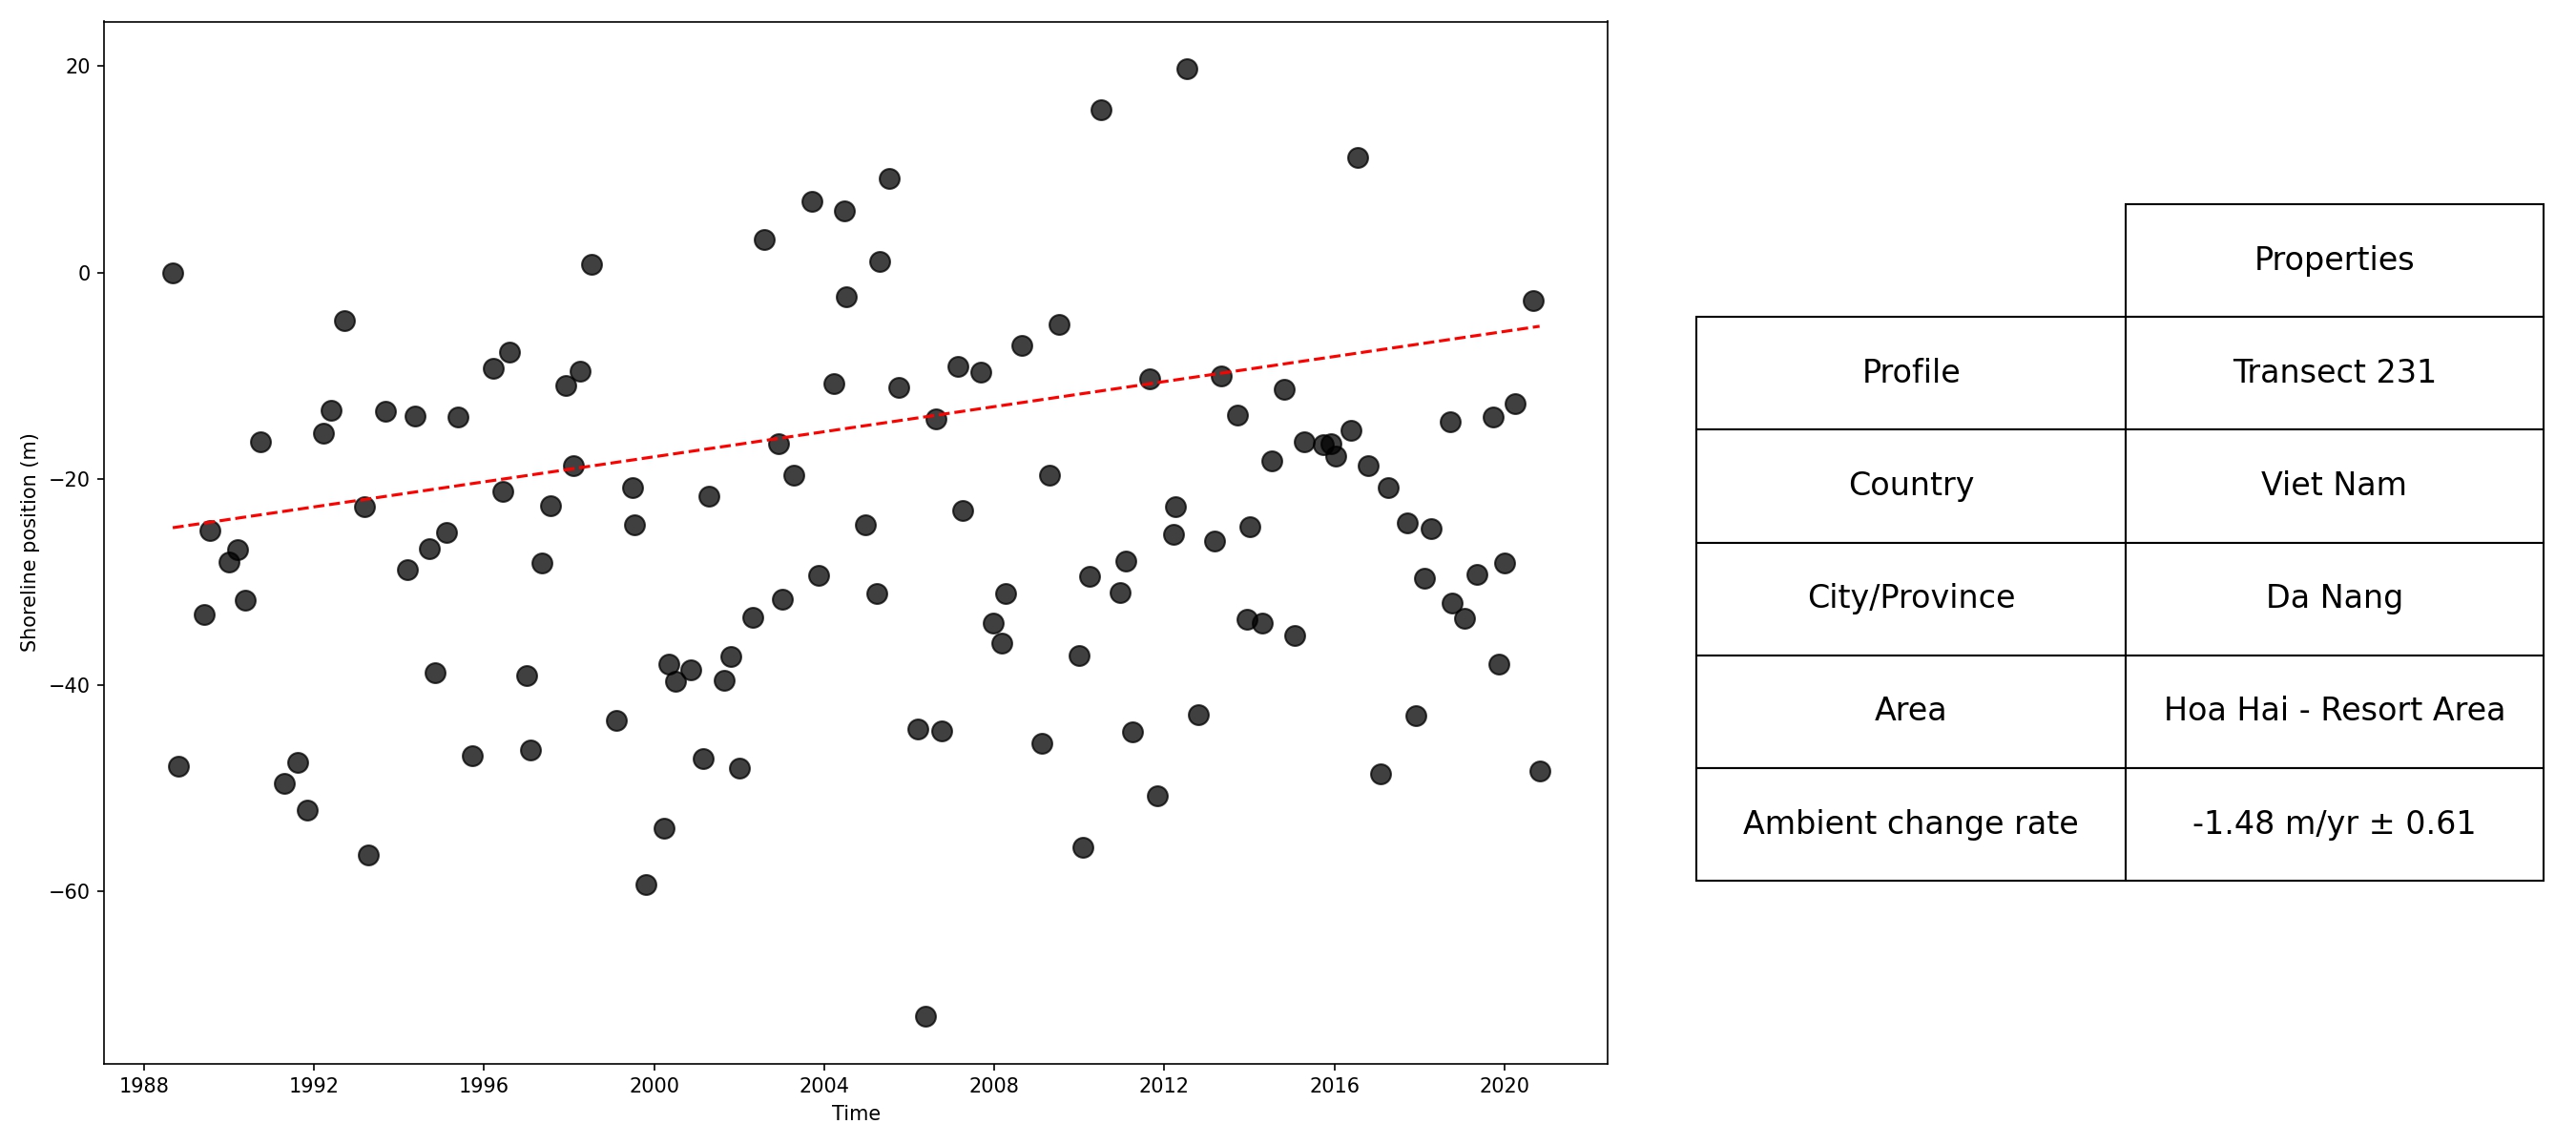 20
0
−20
−40
−60
Shoreline position (m)
1988 1992 1996 2000 2004 2008 2012 2016 2020
Time
Properties
Profile Transect 231
Country Viet Nam
City/Province Da Nang
Area Hoa Hai - Resort Area
Ambient change rate -1.48 m/yr ± 0.61